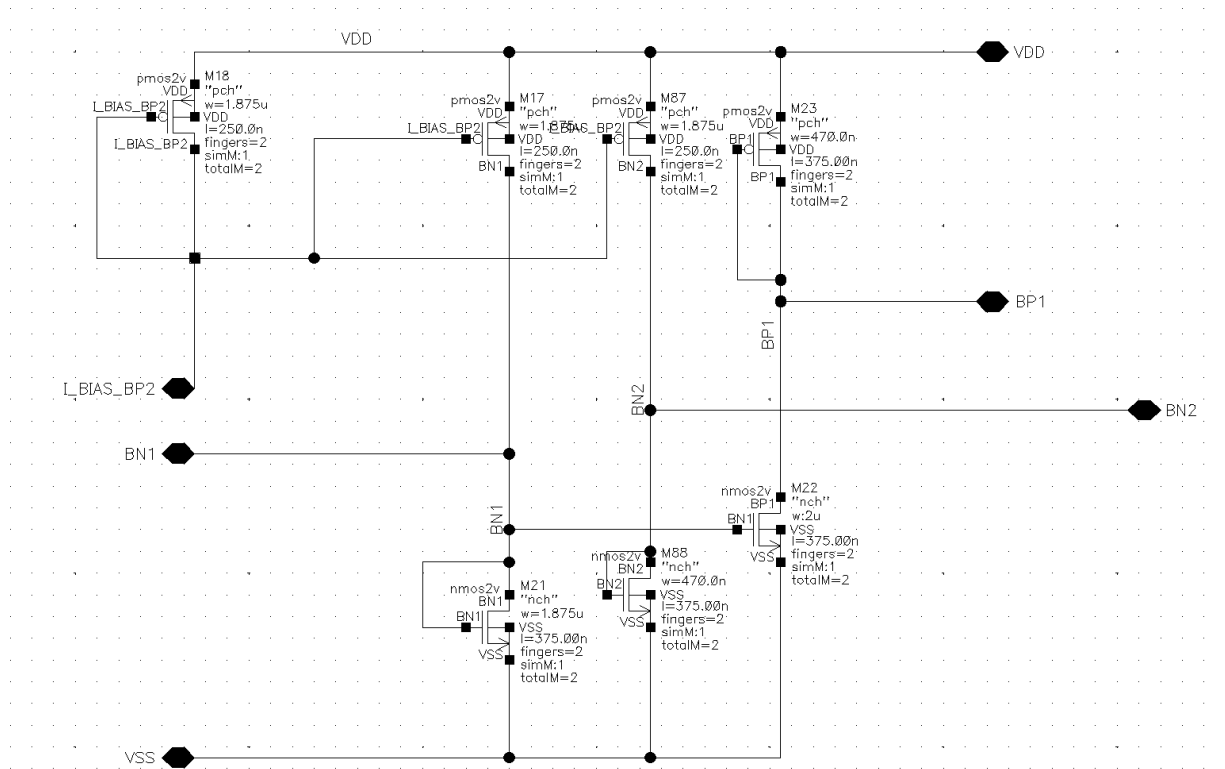 VDD
VDD
pmos2v
VDD
I_BIAS_BP2
VDD
I_BIAS_BP2
M18
"pch"
w=1.875u
l=250.0n
fingers=2
simM:1
totalM=2
pmos2v
VDD
I_BIAS_BP2
VDD
BN1
M17
"pch"
w=1.875u
l=250.0n
fingers=2
simM:1
totalM=2
pmos2v
VDD
I_BIAS_BP2
VDD
BN2
M87
"pch"
w=1.875u
l=250.0n
fingers=2
simM:1
totalM=2
pmos2v
VDD
BP1
VDD
BP1
M23
"pch"
w=470.0n
l=375.00n
fingers=2
simM:1
totalM=2
BP1
BP1
I_BIAS_BP2
BN2
BN2
BN1
BN1
nmos2v
BP1
BN1
VSS
VSS
M22
"nch"
w:2u
l=375.00n
fingers=2
simM:1
totalM=2
nmos2v
BN2
BN2
VSS
VSS
M88
"nch"
w=470.0n
l=375.00n
fingers=2
simM:1
totalM=2
nmos2v
BN1
BN1
VSS
VSS
M21
"nch"
w=1.875u
l=375.00n
fingers=2
simM:1
totalM=2
VSS